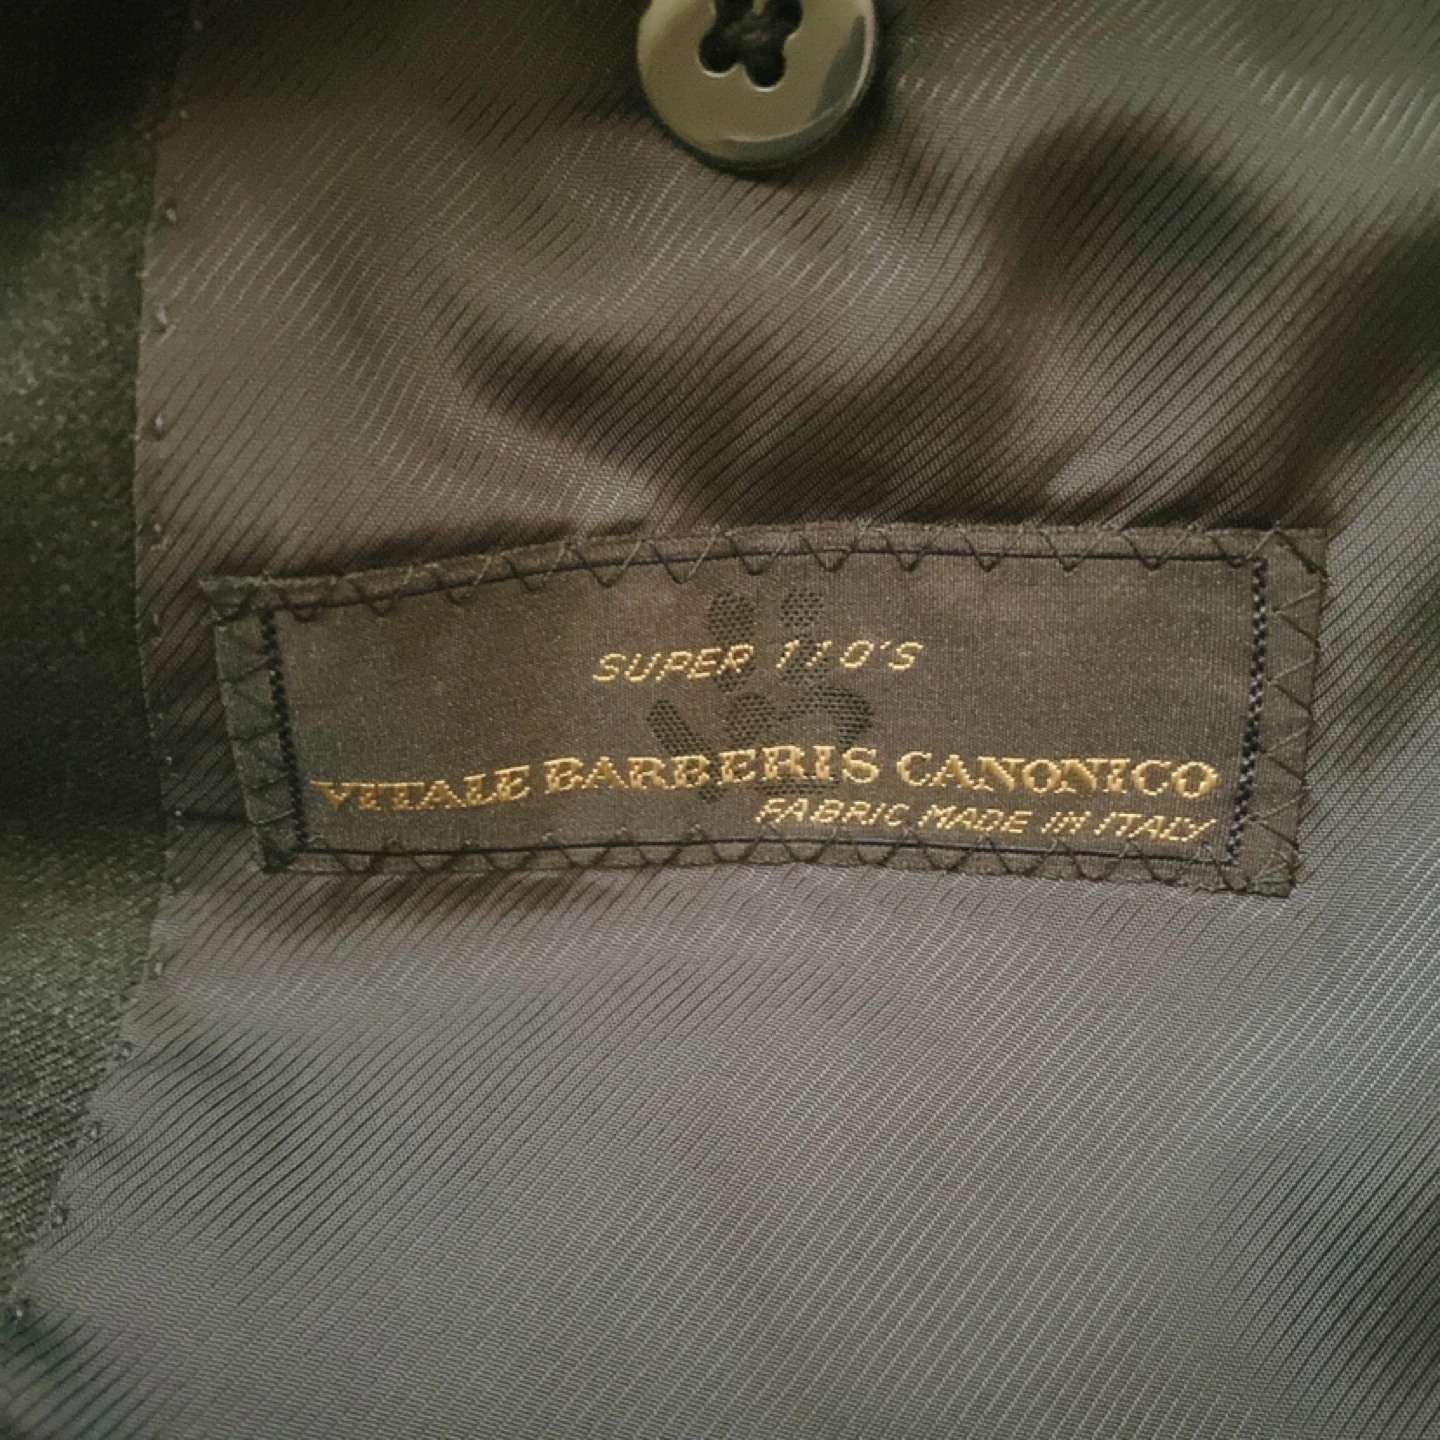 SUPER 110'S
VITALE BARBERIS CANONICO
FABRIC MADE IN ITALY